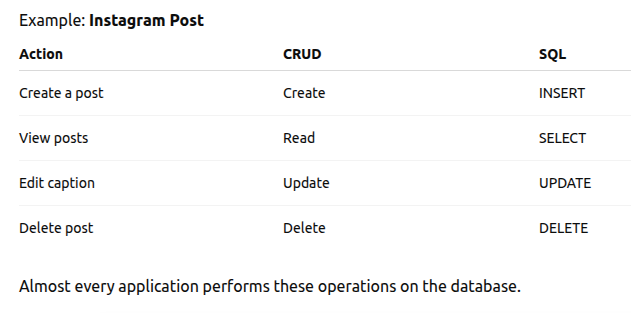 Example: Instagram Post
Action CRUD SQL
Create a post Create INSERT
View posts Read SELECT
Edit caption Update UPDATE
Delete post Delete DELETE
Almost every application performs these operations on the database.